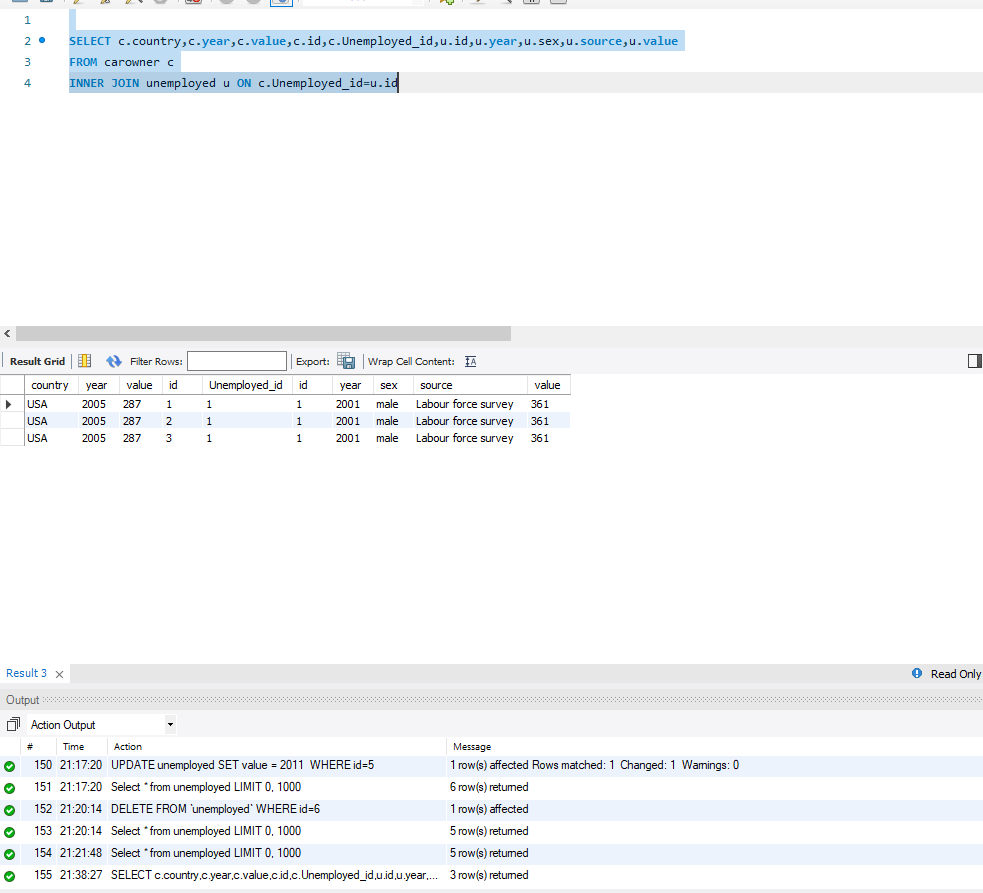 1
2 SELECT c.country,c.year,c.value,c.id,c.Unemployed_id,u.id,u.year,u.sex,u.source,u.value
3 FROM carowner c
4 INNER JOIN unemployed u ON c.Unemployed_id=u.id
Result Grid Filter Rows: Export: Wrap Cell Content: IA
country year value id Unemployed_id id year sex source value
USA 2005 287 1 1 1 2001 male Labour force survey 361
USA 2005 287 2 1 1 2001 male Labour force survey 361
USA 2005 287 3 1 1 2001 male Labour force survey 361
Result 3 Read Only
Output
Action Output
# Time Action Message
150 21:17:20 UPDATE unemployed SET value = 2011 WHERE id=5 1 row(s) affected Rows matched: 1 Changed: 1 Warnings: 0
151 21:17:20 Select * from unemployed LIMIT 0, 1000 6 row(s) returned
152 21:20:14 DELETE FROM `unemployed` WHERE id=6 1 row(s) affected
153 21:20:14 Select * from unemployed LIMIT 0, 1000 5 row(s) returned
154 21:21:48 Select * from unemployed LIMIT 0, 1000 5 row(s) returned
155 21:38:27 SELECT c.country,c.year,c.value,c.id,c.Unemployed_id,u.id,u.year,... 3 row(s) returned